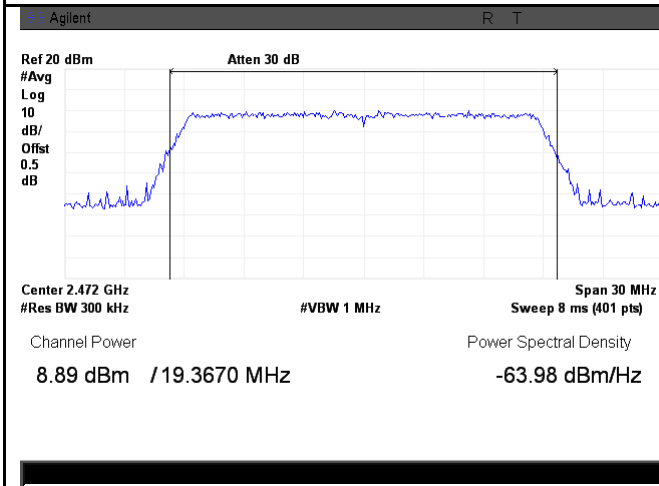 Agilent R T
Ref 20 dBm Atten 30 dB
#Avg
Log
10
dB/
Offst
0.5
dB
Center 2.472 GHz Span 30 MHz
#Res BW 300 kHz #VBW 1 MHz Sweep 8 ms (401 pts)
Channel Power Power Spectral Density
8.89 dBm / 19.3670 MHz -63.98 dBm/Hz